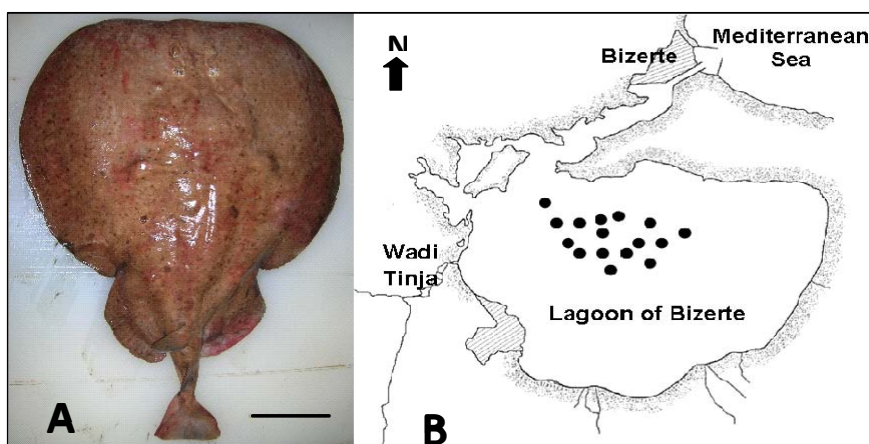 A
N
Bizerte
Mediterranean
Sea
Wadi
Tinja
Lagoon of Bizerte
B